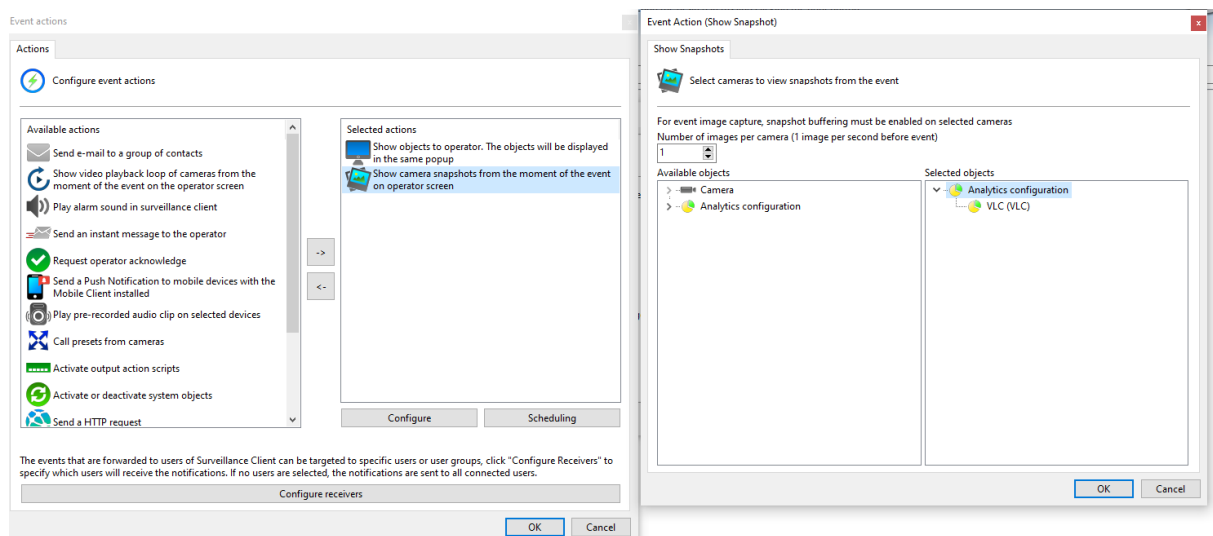 Event actions
Actions
Configure event actions
Available actions
Send e-mail to a group of contacts
Show video playback loop of cameras from the
moment of the event on the operator screen
Play alarm sound in surveillance client
Send an instant message to the operator
Request operator acknowledge
Send a Push Notification to mobile devices with the
Mobile Client installed
Play pre-recorded audio clip on selected devices
Call presets from cameras
Activate output action scripts
Activate or deactivate system objects
Send a HTTP request
->
<-
Selected actions
Show objects to operator. The objects will be displayed
in the same popup
Show camera snapshots from the moment of the event
on operator screen
Configure
Scheduling
The events that are forwarded to users of Surveillance Client can be targeted to specific users or user groups, click "Configure Receivers" to
specify which users will receive the notifications. If no users are selected, the notifications are sent to all connected users.
Configure receivers
OK
Cancel
Event Action (Show Snapshot)
x
Show Snapshots
Select cameras to view snapshots from the event
For event image capture, snapshot buffering must be enabled on selected cameras
Number of images per camera (1 image per second before event)
1
Available objects
Camera
Analytics configuration
Selected objects
Analytics configuration
VLC (VLC)
OK
Cancel